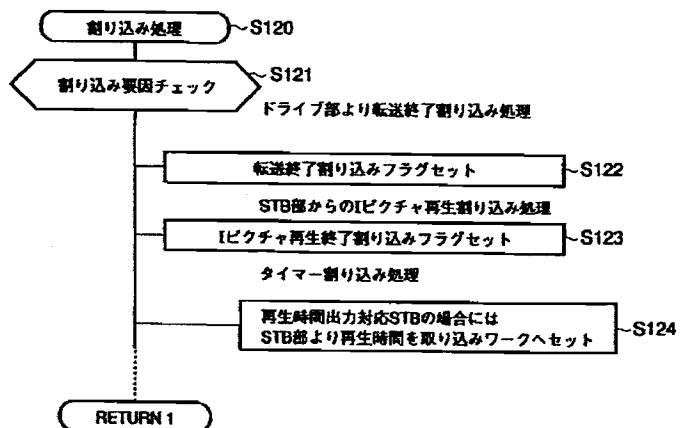 割り込み処理
S120
S121
割り込み要因チェック
ドライブ部より転送終了割り込み処理
転送終了割り込みフラグセット
S122
STB部からのIピクチャ再生割り込み処理
Iピクチャ再生終了割り込みフラグセット
S123
タイマー割り込み処理
再生時間出力対応STBの場合には
STB部より再生時間を取り込みワークへセット
S124
RETURN 1